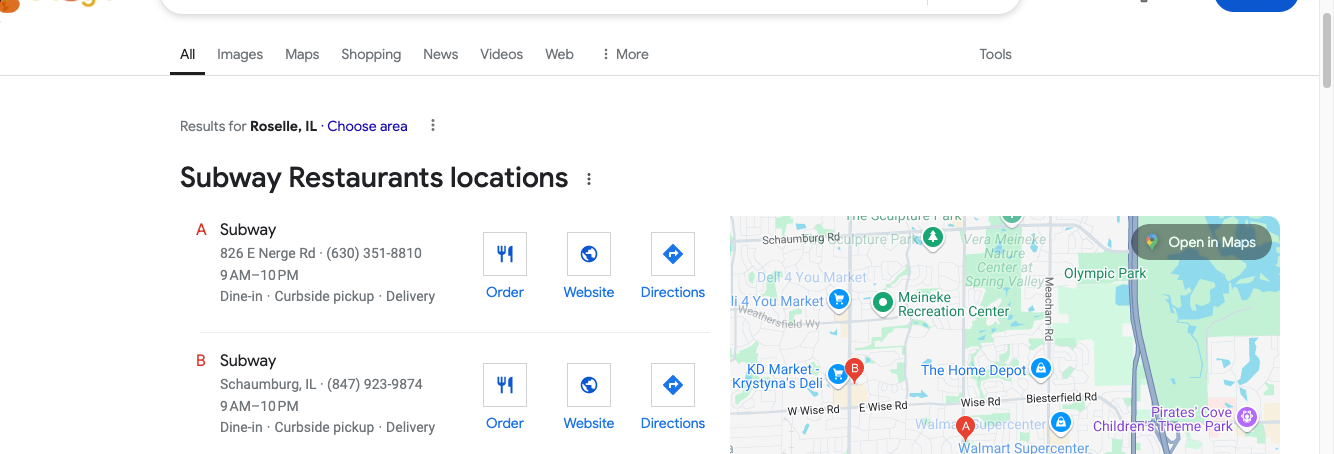 All Images Maps Shopping News Videos Web More Tools
Results for Roselle, IL · Choose area
Subway Restaurants locations
A Subway
826 E Nerge Rd · (630) 351-8810
9 AM–10 PM
Dine-in · Curbside pickup · Delivery
Order Website Directions
B Subway
Schaumburg, IL · (847) 923-9874
9 AM–10 PM
Dine-in · Curbside pickup · Delivery
Order Website Directions
The Sculpture Park
Open in Maps
Schaumburg Rd
Sculpture Park
Vera Meineke
Nature
Center at
Spring Valley
Olympic Park
Deli 4 You Market
li 4 You Market
Meineke
Recreation Center
Meacham Rd
Weathersfield Wy
KD Market -
Krystyna's Deli
B
The Home Depot
W Wise Rd
E Wise Rd
Wise Rd
Biesterfield Rd
Pirates' Cove
Children's Theme Park
A
Walmart Supercenter
Walmart Supercenter